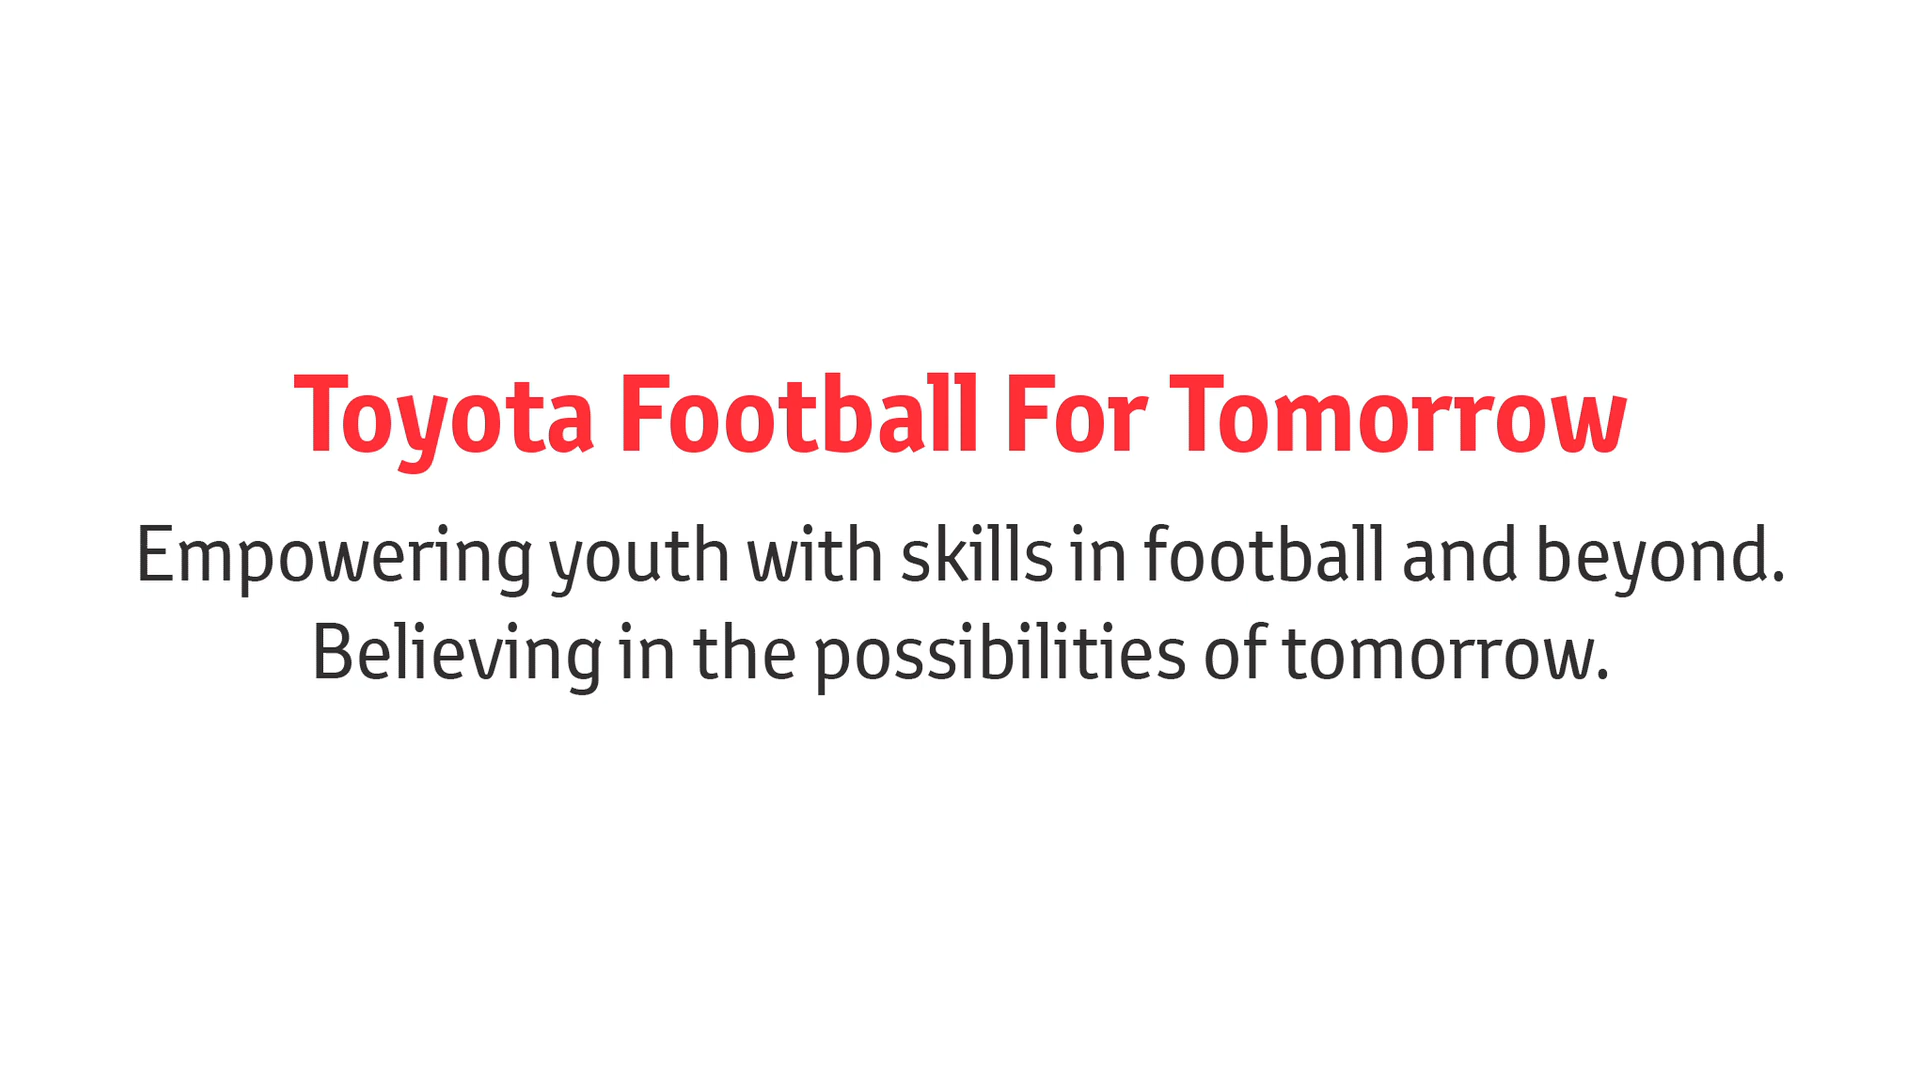 Toyota Football For Tomorrow
Empowering youth with skills in football and beyond.
Believing in the possibilities of tomorrow.